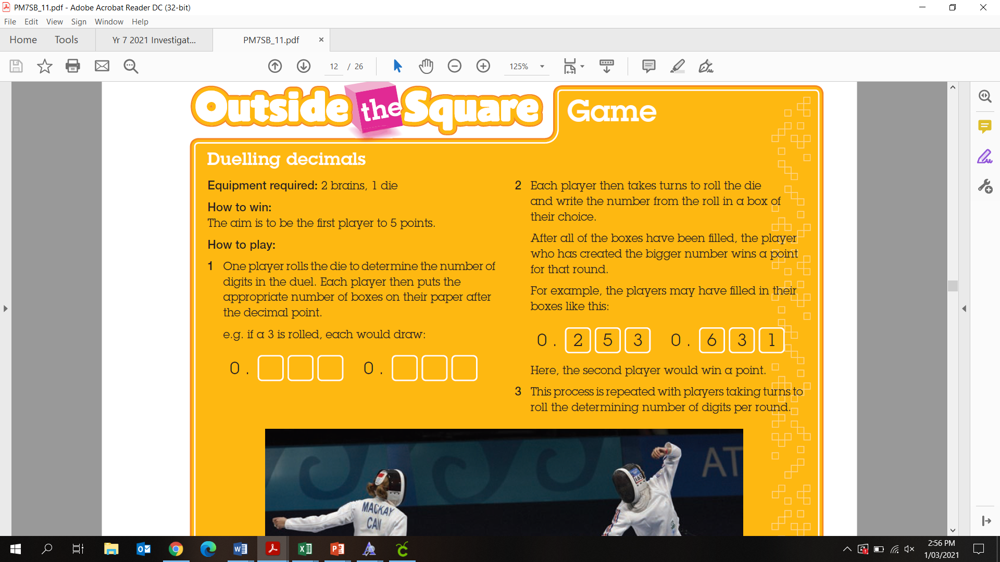 PM7SB_11.pdf - Adobe Acrobat Reader DC (32-bit)
File Edit View Sign Window Help
Home Tools Yr 7 2021 Investigat... PM7SB_11.pdf ×
12 / 26 125%
Outside the Square Game
Duelling decimals
Equipment required: 2 brains, 1 die
How to win:
The aim is to be the first player to 5 points.
How to play:
1 One player rolls the die to determine the number of
digits in the duel. Each player then puts the
appropriate number of boxes on their paper after
the decimal point.
e.g. if a 3 is rolled, each would draw:
0 . 0 .
2 Each player then takes turns to roll the die
and write the number from the roll in a box of
their choice.
After all of the boxes have been filled, the player
who has created the bigger number wins a point
for that round.
For example, the players may have filled in their
boxes like this:
0 . 2 5 3 0 . 6 3 1
Here, the second player would win a point.
3 This process is repeated with players taking turns to
roll the determining number of digits per round.
AT
MACKAY
CAN
2:56 PM
1/03/2021